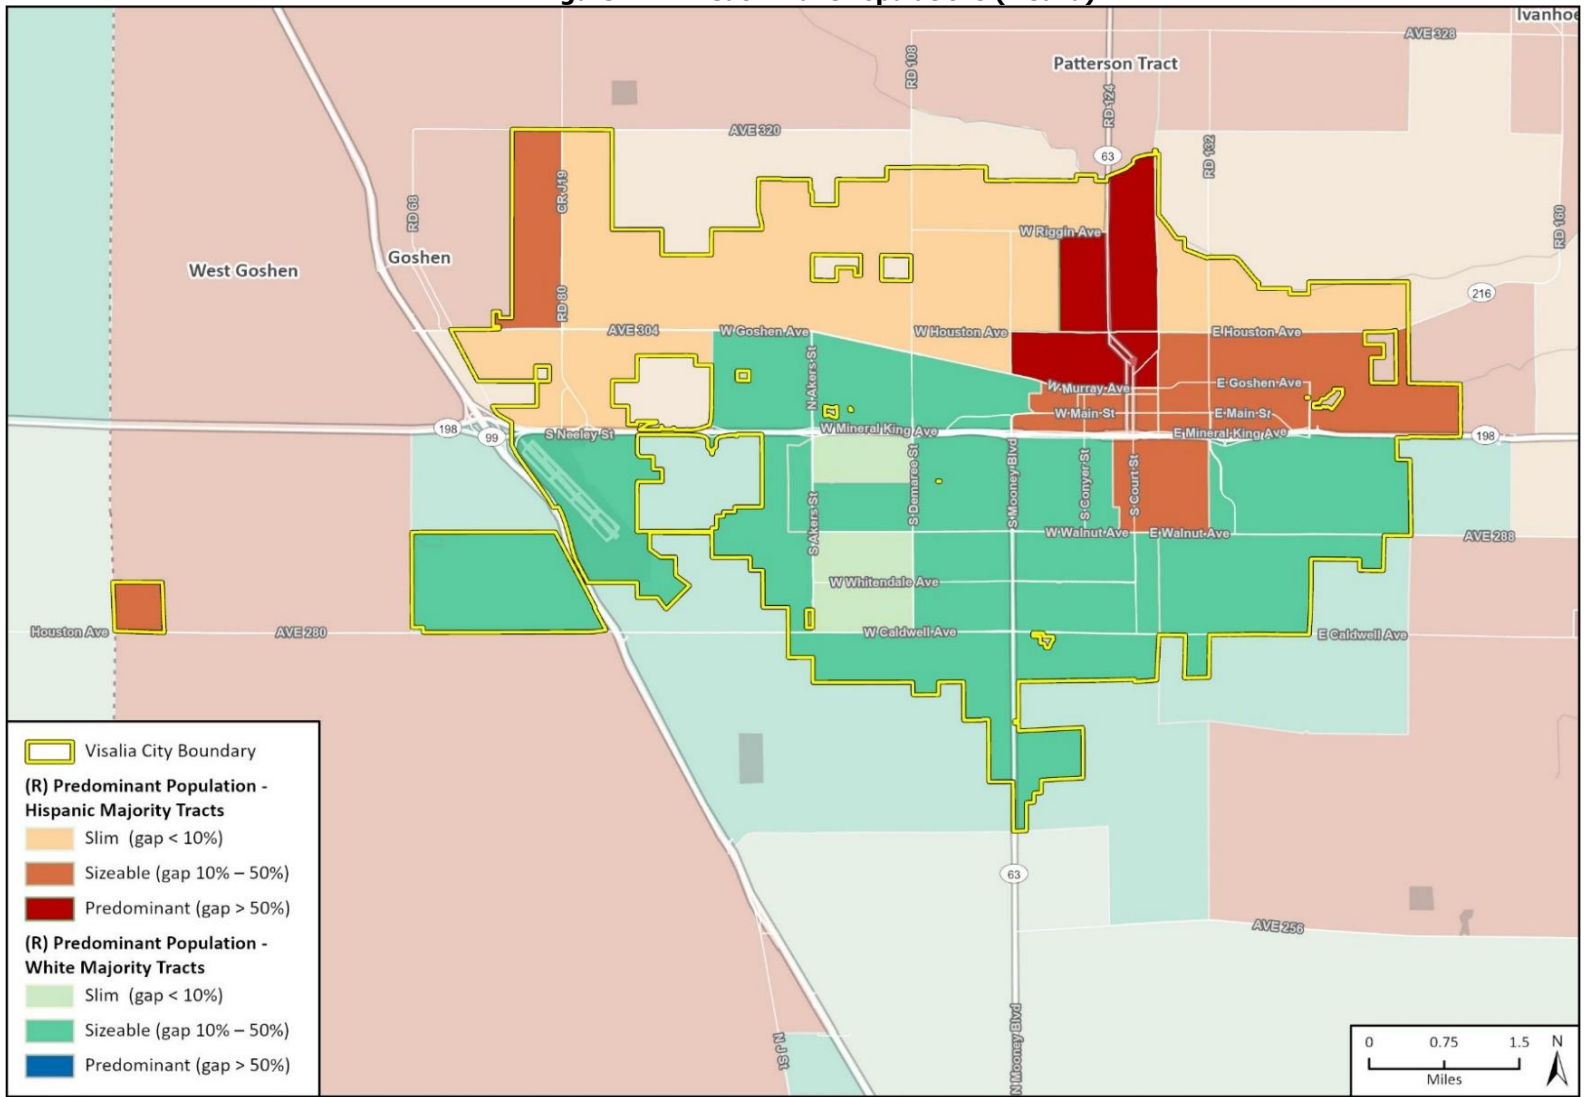 Ivanhoe
AVE 328
Patterson Tract
RD 108
RD 124
AVE 320
63
RD 132
CR J19
RD 68
RD 160
W Riggin Ave
Goshen
West Goshen
216
RD 80
AVE 304
W Goshen Ave
W Houston Ave
E Houston Ave
N Akers St
W Murray Ave
E Goshen Ave
W Main St
E Main St
198
99
S Neeley St
W Mineral King Ave
E Mineral King Ave
198
S Akers St
S Demaree St
S Mooney Blvd
S Conyer St
S Court St
W Walnut Ave
E Walnut Ave
AVE 288
W Whitendale Ave
Houston Ave
AVE 280
W Caldwell Ave
E Caldwell Ave
63
AVE 256
N Mooney Blvd
N J St
Visalia City Boundary
(R) Predominant Population -
Hispanic Majority Tracts
Slim (gap < 10%)
Sizeable (gap 10% – 50%)
Predominant (gap > 50%)
(R) Predominant Population -
White Majority Tracts
Slim (gap < 10%)
Sizeable (gap 10% – 50%)
Predominant (gap > 50%)
0 0.75 1.5
Miles
N